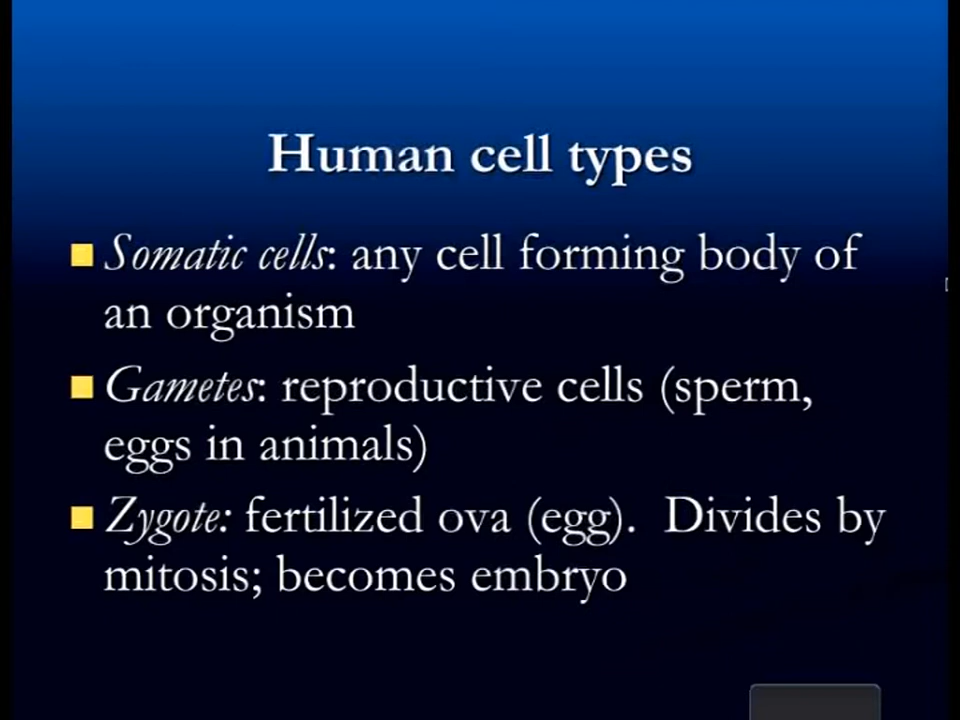 Human cell types
Somatic cells: any cell forming body of
an organism
Gametes: reproductive cells (sperm,
eggs in animals)
Zygote: fertilized ova (egg). Divides by
mitosis; becomes embryo